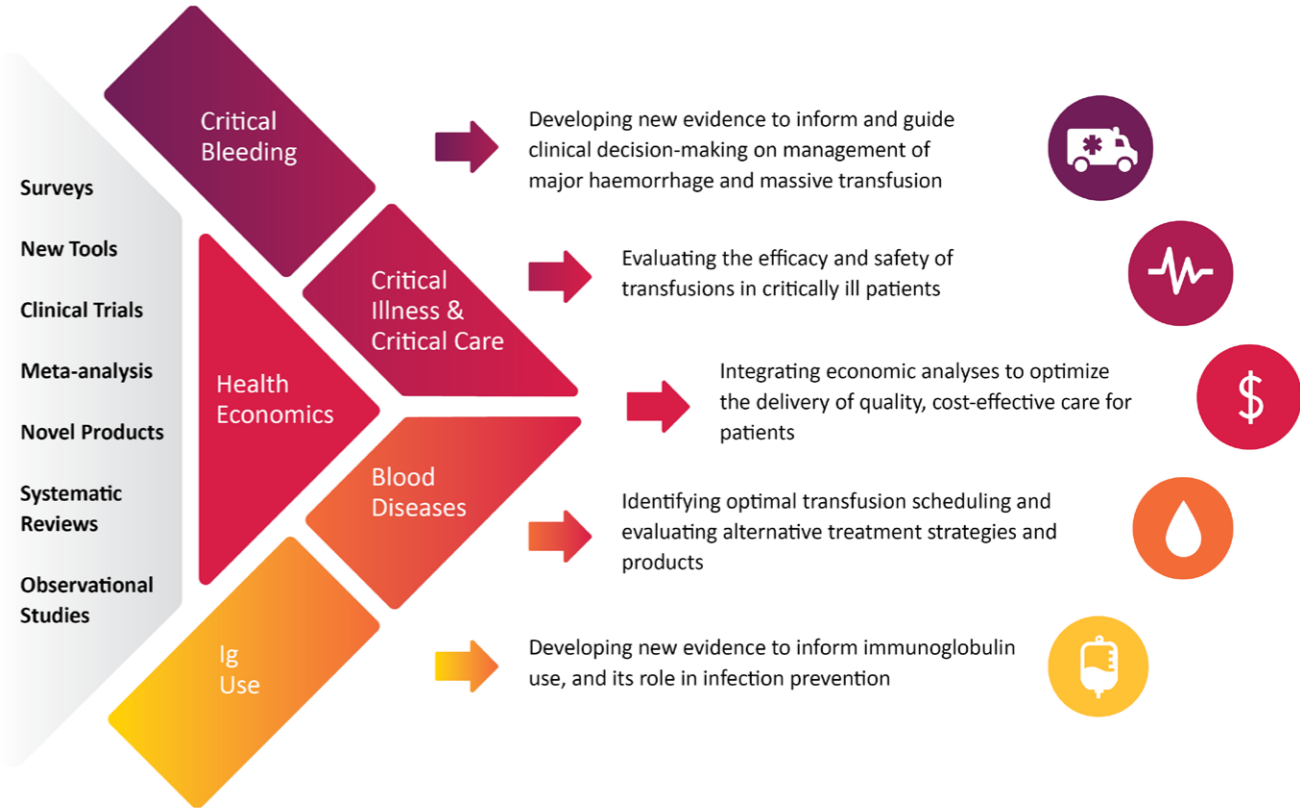 Surveys
New Tools
Clinical Trials
Meta-analysis
Novel Products
Systematic
Reviews
Observational
Studies
Critical
Bleeding
Developing new evidence to inform and guide
clinical decision-making on management of
major haemorrhage and massive transfusion
Critical
Illness &
Critical Care
Evaluating the efficacy and safety of
transfusions in critically ill patients
Health
Economics
Integrating economic analyses to optimize
the delivery of quality, cost-effective care for
patients
$
Blood
Diseases
Identifying optimal transfusion scheduling and
evaluating alternative treatment strategies and
products
Ig
Use
Developing new evidence to inform immunoglobulin
use, and its role in infection prevention